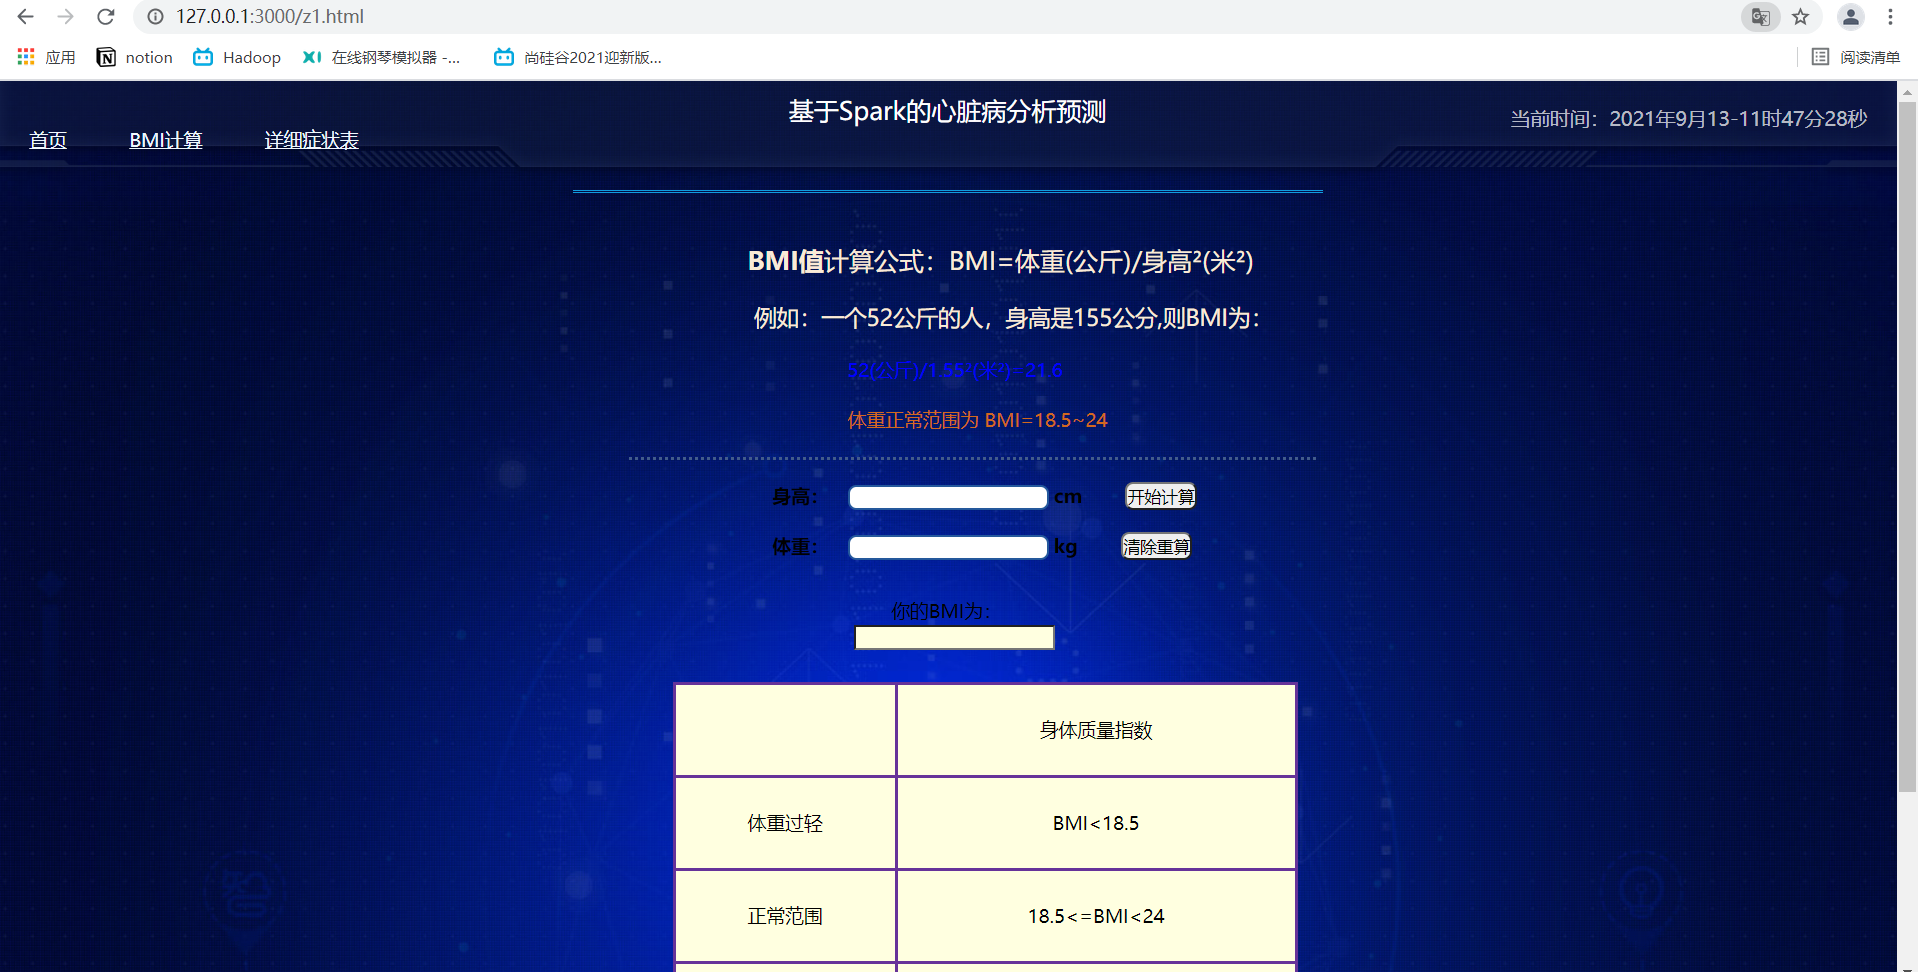 127.0.0.1:3000/z1.html
应用 notion Hadoop 在线钢琴模拟器 -... 尚硅谷2021迎新版... 阅读清单
基于Spark的心脏病分析预测
当前时间：2021年9月13-11时47分28秒
首页 BMI计算 详细症状表
BMI值计算公式：BMI=体重(公斤)/身高²(米²)
例如：一个52公斤的人，身高是155公分,则BMI为：
52(公斤)/1.55²(米²)=21.6
体重正常范围为 BMI=18.5~24
身高： cm 开始计算
体重： kg 清除重算
你的BMI为：
身体质量指数
体重过轻 BMI<18.5
正常范围 18.5<=BMI<24